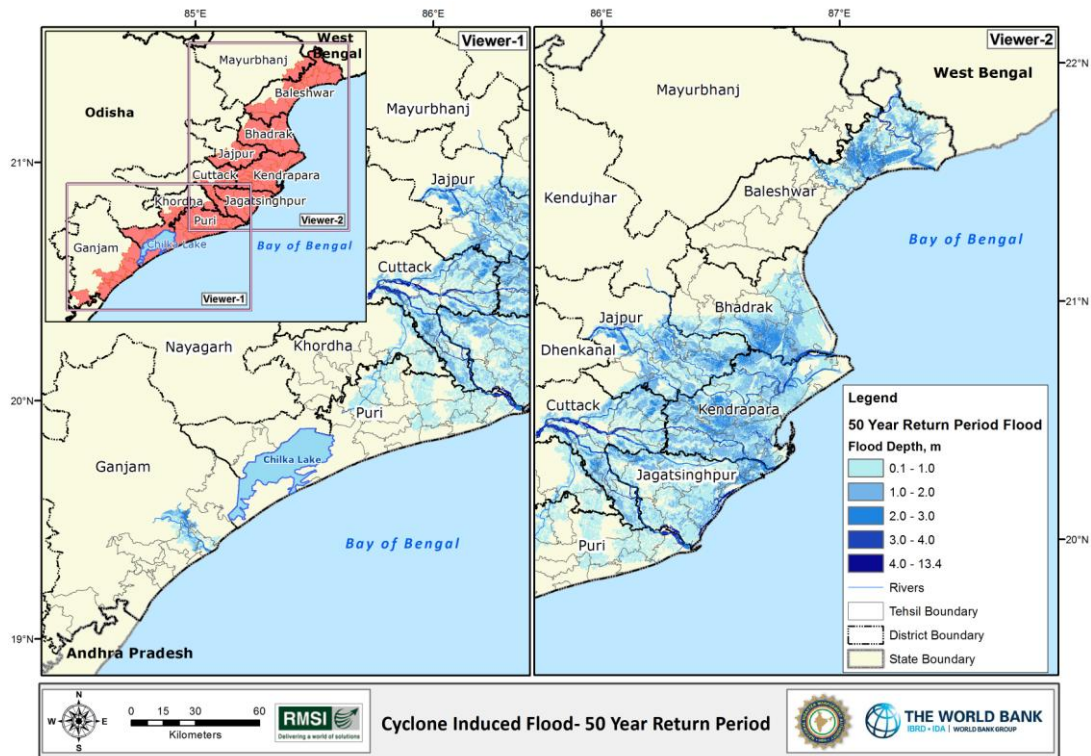 85°E
86°E
86°E
87°E
Viewer-1
Viewer-2
22°N
21°N
20°N
19°N
21°N
20°N
West
Bengal
Mayurbhanj
Baleshwar
Odisha
Bhadrak
Jajpur
Cuttack
Kendrapara
Khordha
Jagatsinghpur
Puri
Viewer-2
Ganjam
Chilka Lake
Bay of Bengal
Viewer-1
Mayurbhanj
Jajpur
Cuttack
Nayagarh
Khordha
Puri
Chilka Lake
Ganjam
Bay of Bengal
Andhra Pradesh
West Bengal
Mayurbhanj
Kendujhar
Baleshwar
Bay of Bengal
Bhadrak
Jajpur
Dhenkanal
Cuttack
Kendrapara
Jagatsinghpur
Puri
Legend
50 Year Return Period Flood
Flood Depth, m
0.1 - 1.0
1.0 - 2.0
2.0 - 3.0
3.0 - 4.0
4.0 - 13.4
Rivers
Tehsil Boundary
District Boundary
State Boundary
N
W
E
S
0 15 30 60
Kilometers
RMSI
Delivering a world of solutions
Cyclone Induced Flood- 50 Year Return Period
THE WORLD BANK
IBRD • IDA | WORLD BANK GROUP